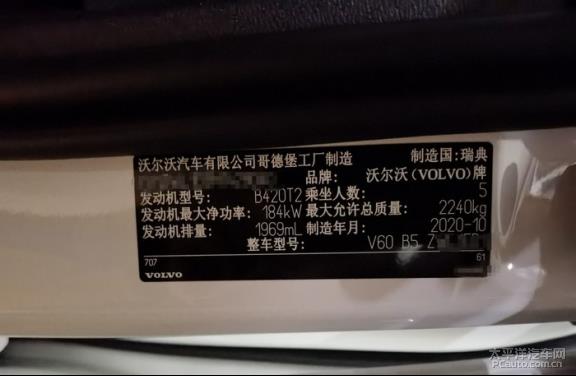 沃尔沃汽车有限公司哥德堡工厂制造 制造国:瑞典
品牌: 沃尔沃(VOLVO)牌
发动机型号: B420T2 乘坐人数: 5
发动机最大净功率: 184kW 最大允许总质量: 2240kg
发动机排量: 1969mL 制造年月: 2020-10
整车型号: V60 B5 Z
707 61
VOLVO
太平洋汽车网
PCauto.com.cn